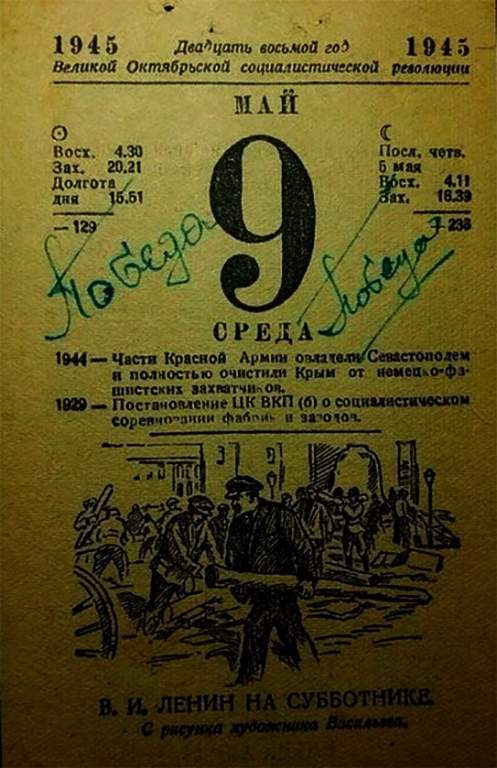 1945 Двадцать восьмой год 1945
Великой Октябрьской социалистической революции
МАЙ
Восх. 4.30
Зах. 20.21
Долгота
дня 15.51
— 129
9
Посл. четв.
5 мая
Восх. 4.11
Зах. 16.39
+ 236
Победа
Победа
СРЕДА
1944 — Части Красной Армии овладели Севастополем
и полностью очистили Крым от немецко-фа-
шистских захватчиков.
1929 — Постановление ЦК ВКП (б) о социалистическом
соревновании фабрик и заводов.
В. И. ЛЕНИН НА СУББОТНИКЕ.
С рисунка художника Васильева.